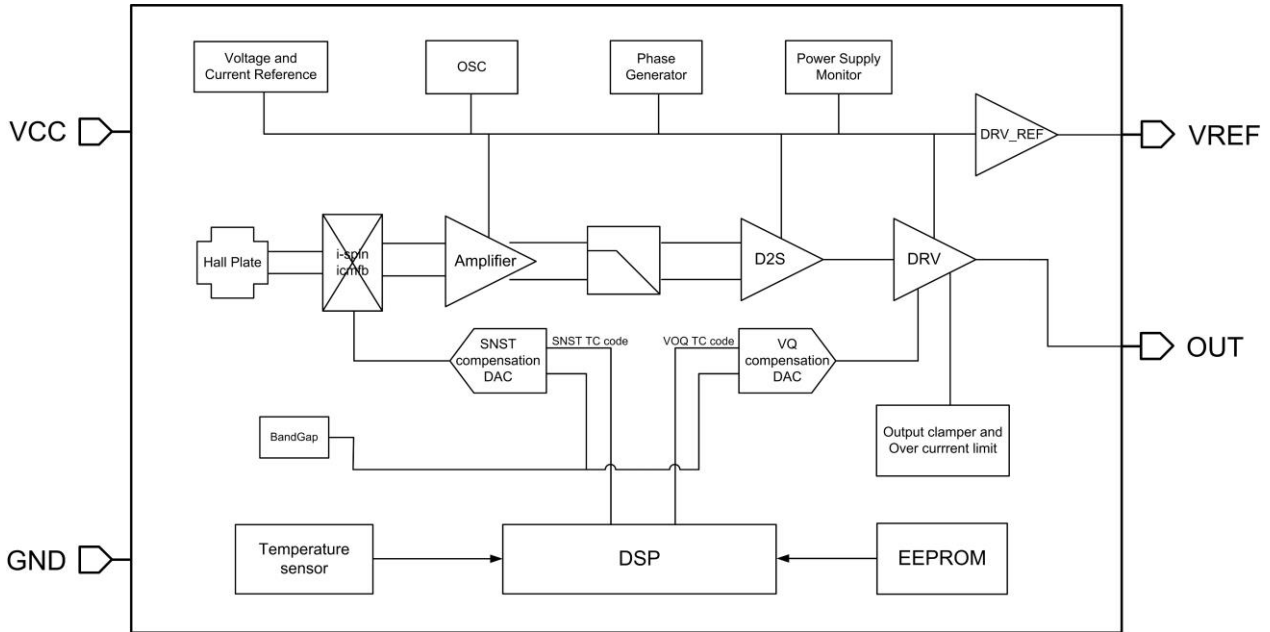 Voltage and
Current Reference
OSC
Phase
Generator
Power Supply
Monitor
VCC
DRV_REF
VREF
Hall Plate
i-spin
icmfb
Amplifier
D2S
DRV
SNST
compensation
DAC
SNST TC code
VOQ TC code
VQ
compensation
DAC
OUT
BandGap
Output clamper and
Over currrent limit
GND
Temperature
sensor
DSP
EEPROM